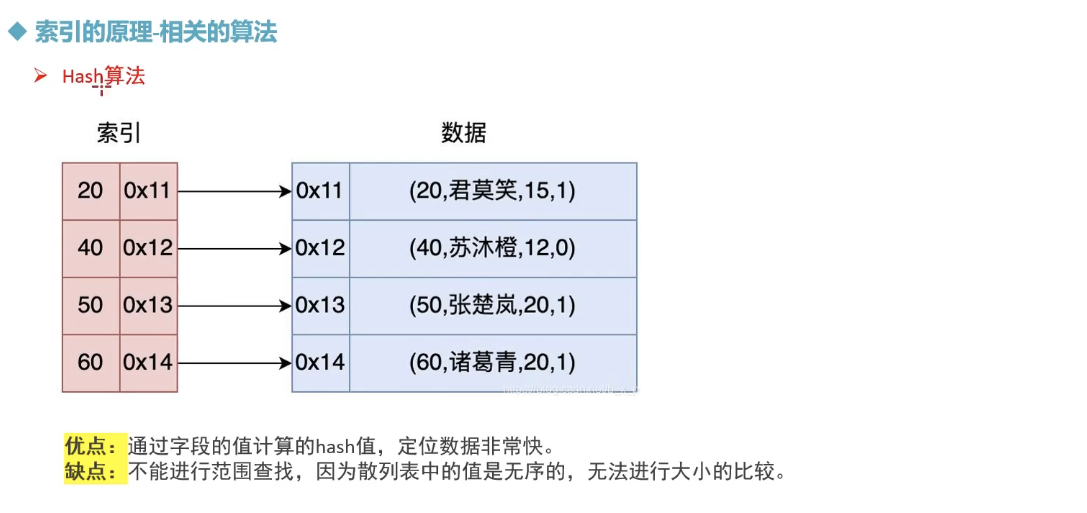 索引的原理-相关的算法
Hash算法
索引 数据
20 0x11 0x11 (20,君莫笑,15,1)
40 0x12 0x12 (40,苏沐橙,12,0)
50 0x13 0x13 (50,张楚岚,20,1)
60 0x14 0x14 (60,诸葛青,20,1)
优点：通过字段的值计算的hash值，定位数据非常快。
缺点：不能进行范围查找，因为散列表中的值是无序的，无法进行大小的比较。